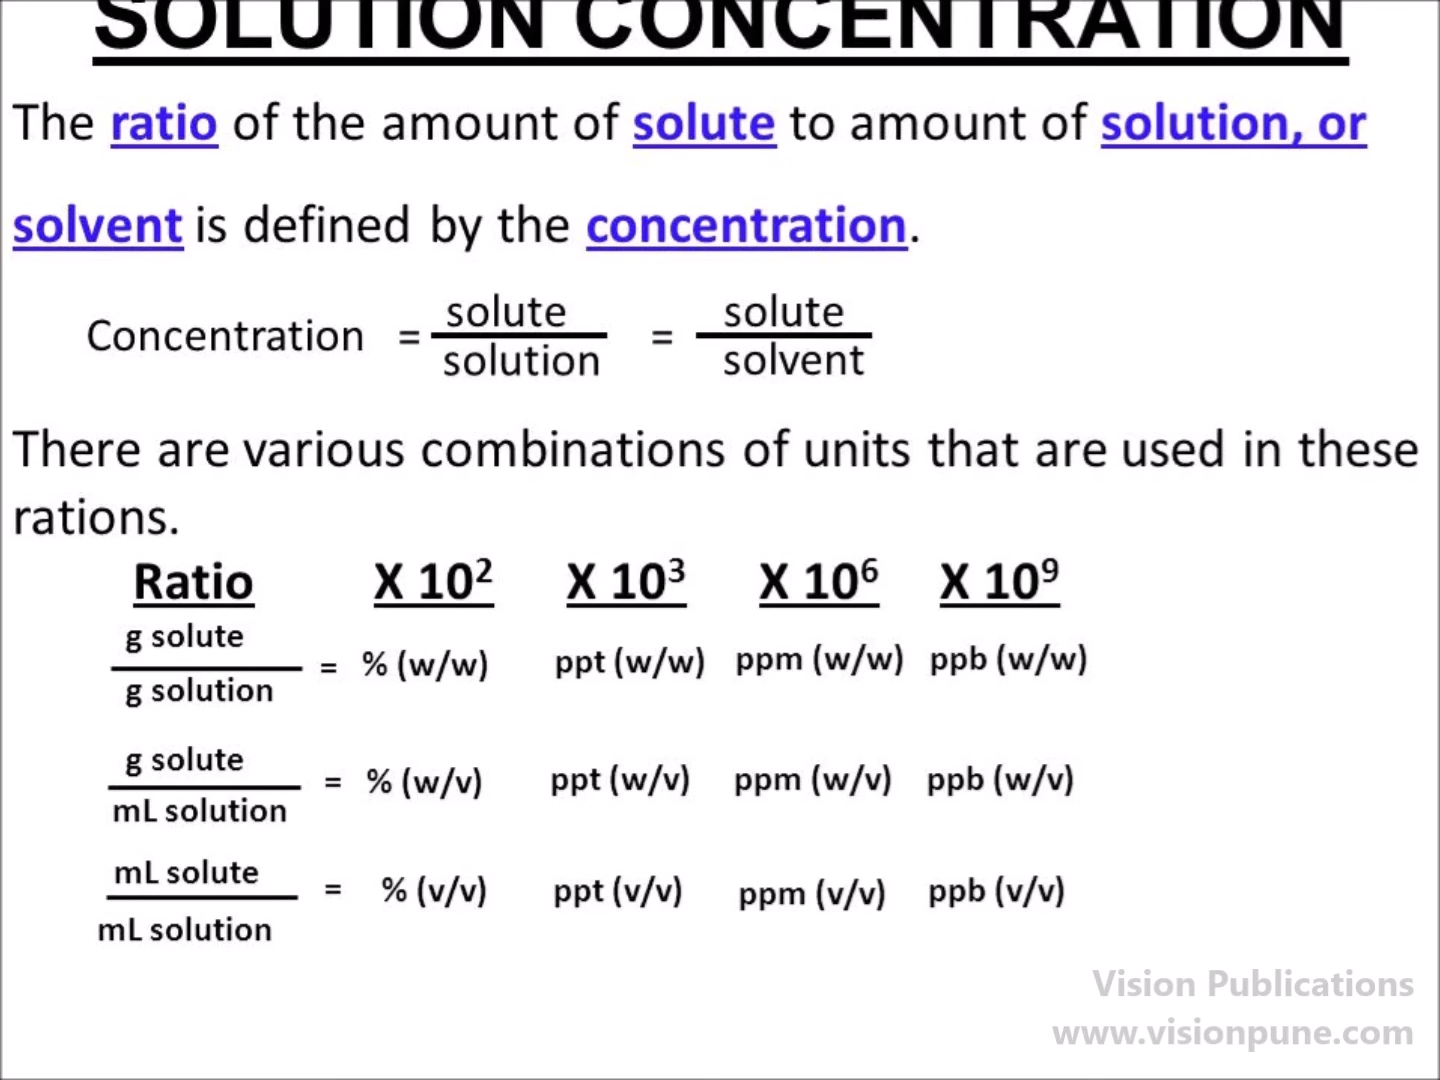 SOLUTION CONCENTRATION
The ratio of the amount of solute to amount of solution, or
solvent is defined by the concentration.
Concentration = solute / solution = solute / solvent
There are various combinations of units that are used in these
rations.
Ratio X 10² X 10³ X 10⁶ X 10⁹
g solute
g solution = % (w/w) ppt (w/w) ppm (w/w) ppb (w/w)
g solute
mL solution = % (w/v) ppt (w/v) ppm (w/v) ppb (w/v)
mL solute
mL solution = % (v/v) ppt (v/v) ppm (v/v) ppb (v/v)
Vision Publications
www.visionpune.com